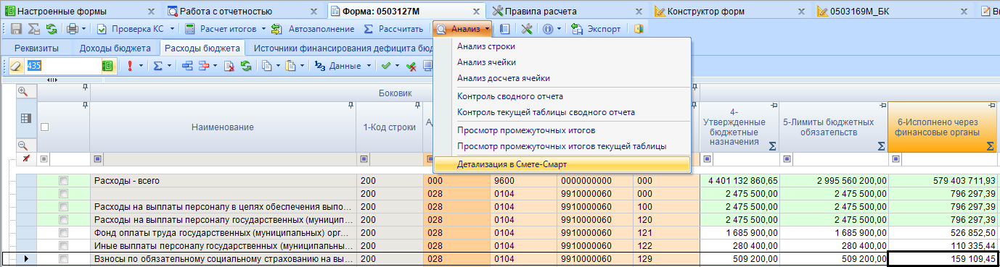 Настроенные формы Работа с отчетностью Форма: 0503127М Правила расчета Конструктор форм 0503169М_БК
Проверка КС Расчет итогов Автозаполнение Рассчитать Анализ Экспорт
Реквизиты Доходы бюджета Расходы бюджета Источники финансирования дефицита
435 123 Данные
Анализ строки
Анализ ячейки
Анализ досчета ячейки
Контроль сводного отчета
Контроль текущей таблицы сводного отчета
Просмотр промежуточных итогов
Просмотр промежуточных итогов текущей таблицы
Детализация в Смете-Смарт
Боковик
Наименование 1-Код строки 4-Утвержденные бюджетные назначения 5-Лимиты бюджетных обязательств 6-Исполнено через финансовые органы
Расходы - всего 200 000 9600 0000000000 000 4 401 132 860,65 2 995 560 200,00 579 403 711,93
200 028 0104 9910000060 000 2 475 500,00 2 475 500,00 796 297,39
Расходы на выплаты персоналу в целях обеспечения выпо... 200 028 0104 9910000060 100 2 475 500,00 2 475 500,00 796 297,39
Расходы на выплаты персоналу государственных (муницип... 200 028 0104 9910000060 120 2 475 500,00 2 475 500,00 796 297,39
Фонд оплаты труда государственных (муниципальных) орг... 200 028 0104 9910000060 121 1 685 900,00 1 685 900,00 526 852,50
Иные выплаты персоналу государственных (муниципальных... 200 028 0104 9910000060 122 280 400,00 280 400,00 110 335,44
Взносы по обязательному социальному страхованию на вы... 200 028 0104 9910000060 129 509 200,00 509 200,00 159 109,45